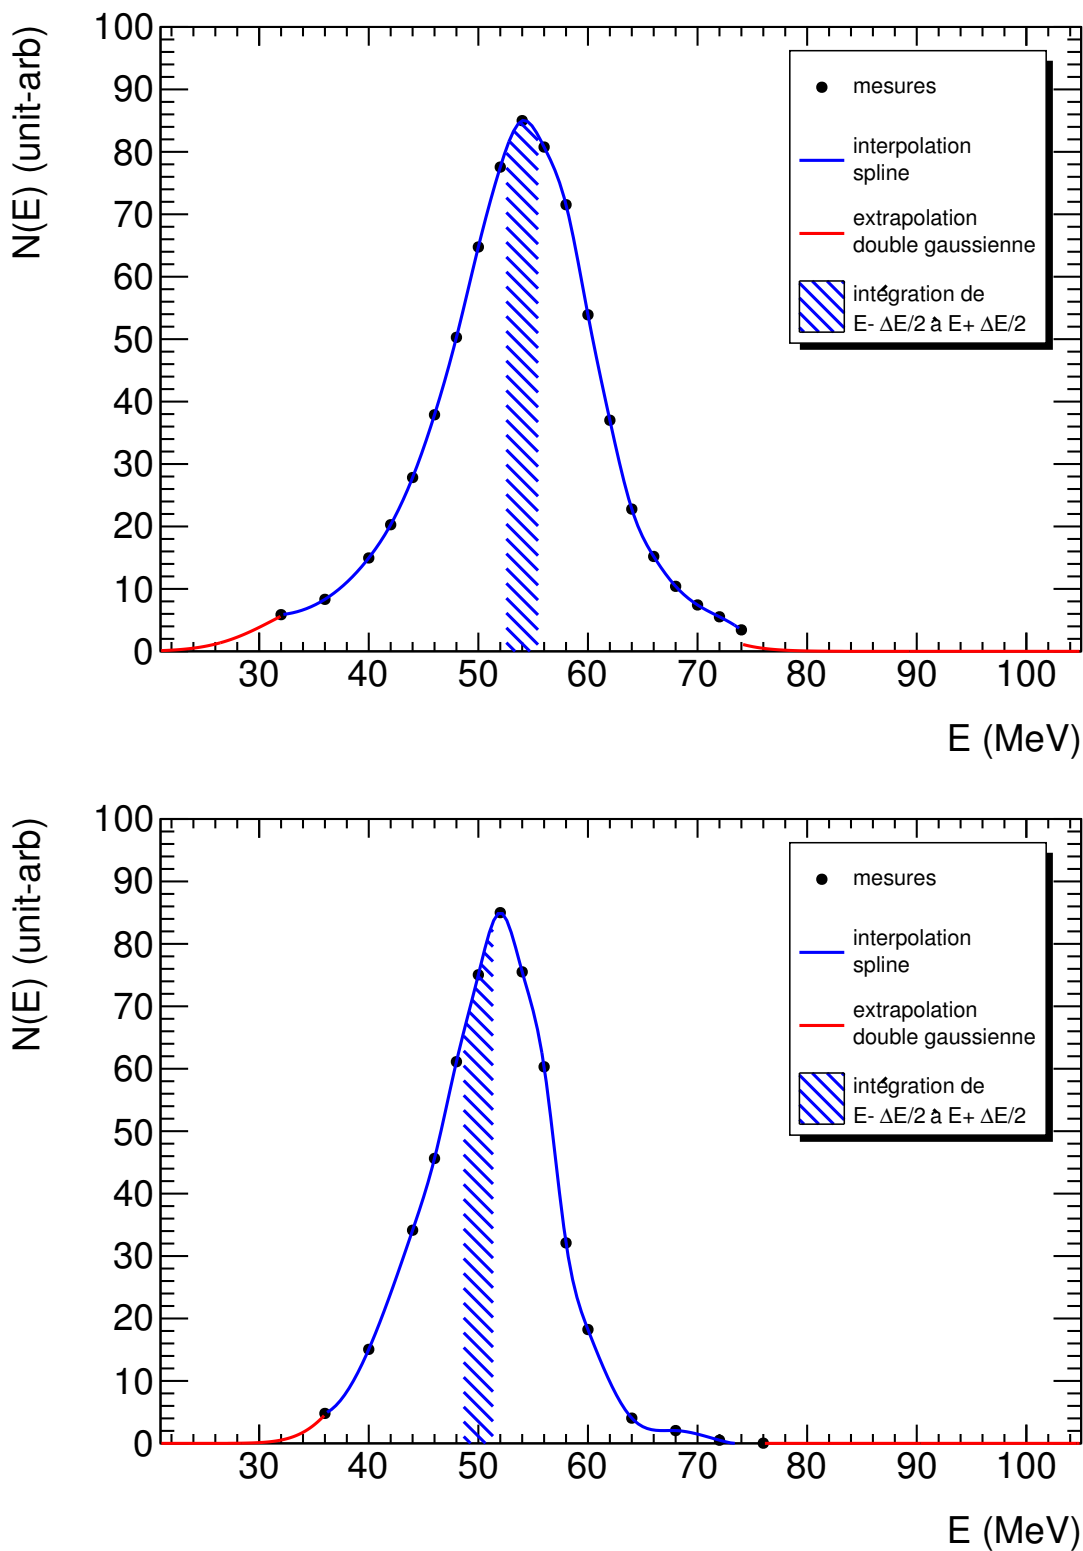 N(E) (unit-arb)
100
90
80
70
60
50
40
30
20
10
0
mesures
interpolation
spline
extrapolation
double gaussienne
intégration de
E- ΔE/2 à E+ ΔE/2
30 40 50 60 70 80 90 100
E (MeV)
N(E) (unit-arb)
100
90
80
70
60
50
40
30
20
10
0
mesures
interpolation
spline
extrapolation
double gaussienne
intégration de
E- ΔE/2 à E+ ΔE/2
30 40 50 60 70 80 90 100
E (MeV)